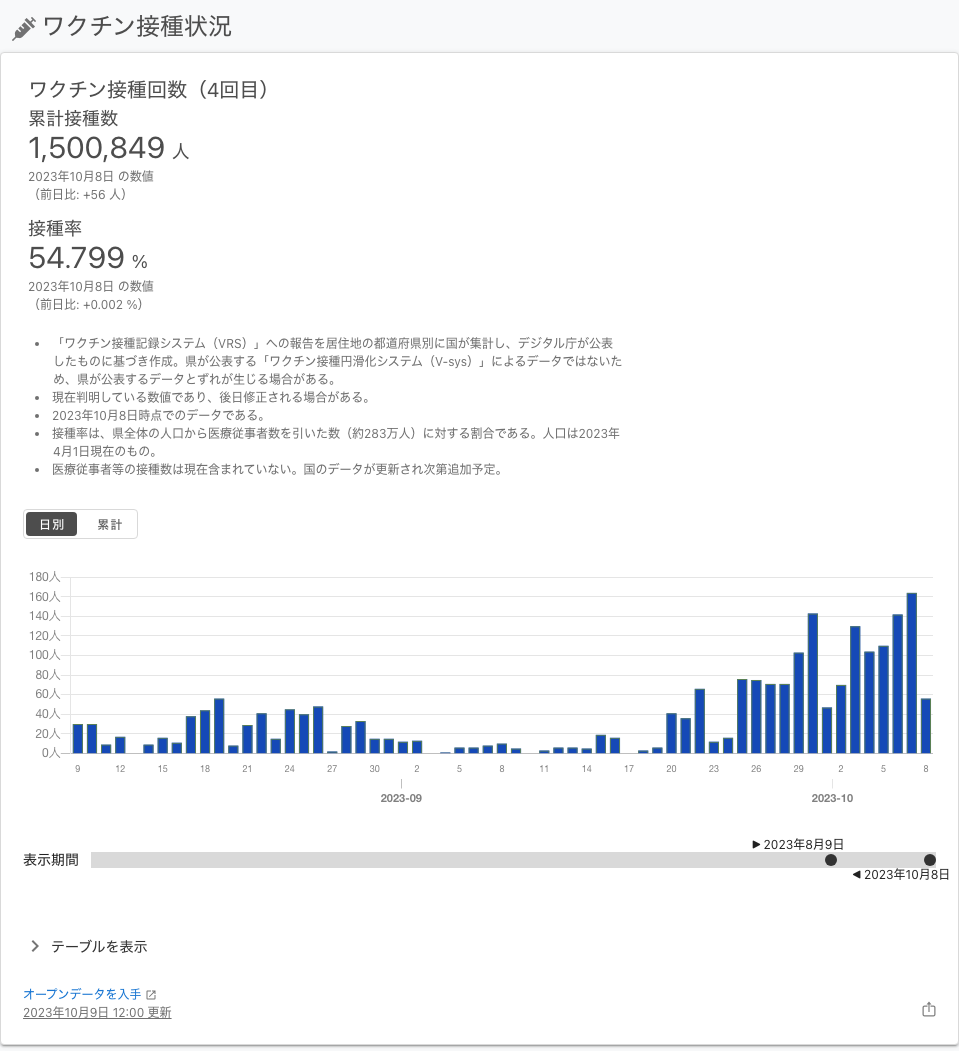 ワクチン接種状況
ワクチン接種回数（4回目）
累計接種数
1,500,849 人
2023年10月8日 の数値
（前日比: +56 人）
接種率
54.799 %
2023年10月8日 の数値
（前日比: +0.002 %）
• 「ワクチン接種記録システム（VRS）」への報告を居住地の都道府県別に国が集計し、デジタル庁が公表
したものに基づき作成。県が公表する「ワクチン接種円滑化システム（V-sys）」によるデータではないた
め、県が公表するデータとずれが生じる場合がある。
• 現在判明している数値であり、後日修正される場合がある。
• 2023年10月8日時点でのデータである。
• 接種率は、県全体の人口から医療従事者数を引いた数（約283万人）に対する割合である。人口は2023年
4月1日現在のもの。
• 医療従事者等の接種数は現在含まれていない。国のデータが更新され次第追加予定。
日別 累計
180人
160人
140人
120人
100人
80人
60人
40人
20人
0人
9 12 15 18 21 24 27 30 2 5 8 11 14 17 20 23 26 29 2 5 8
2023-09 2023-10
▶ 2023年8月9日
表示期間
◀ 2023年10月8日
テーブルを表示
オープンデータを入手
2023年10月9日 12:00 更新